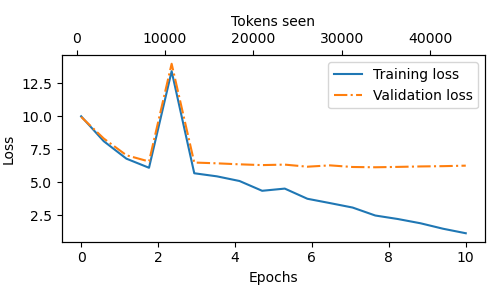 Tokens seen
0 10000 20000 30000 40000
12.5
10.0
7.5
5.0
2.5
Loss
Training loss
Validation loss
0 2 4 6 8 10
Epochs